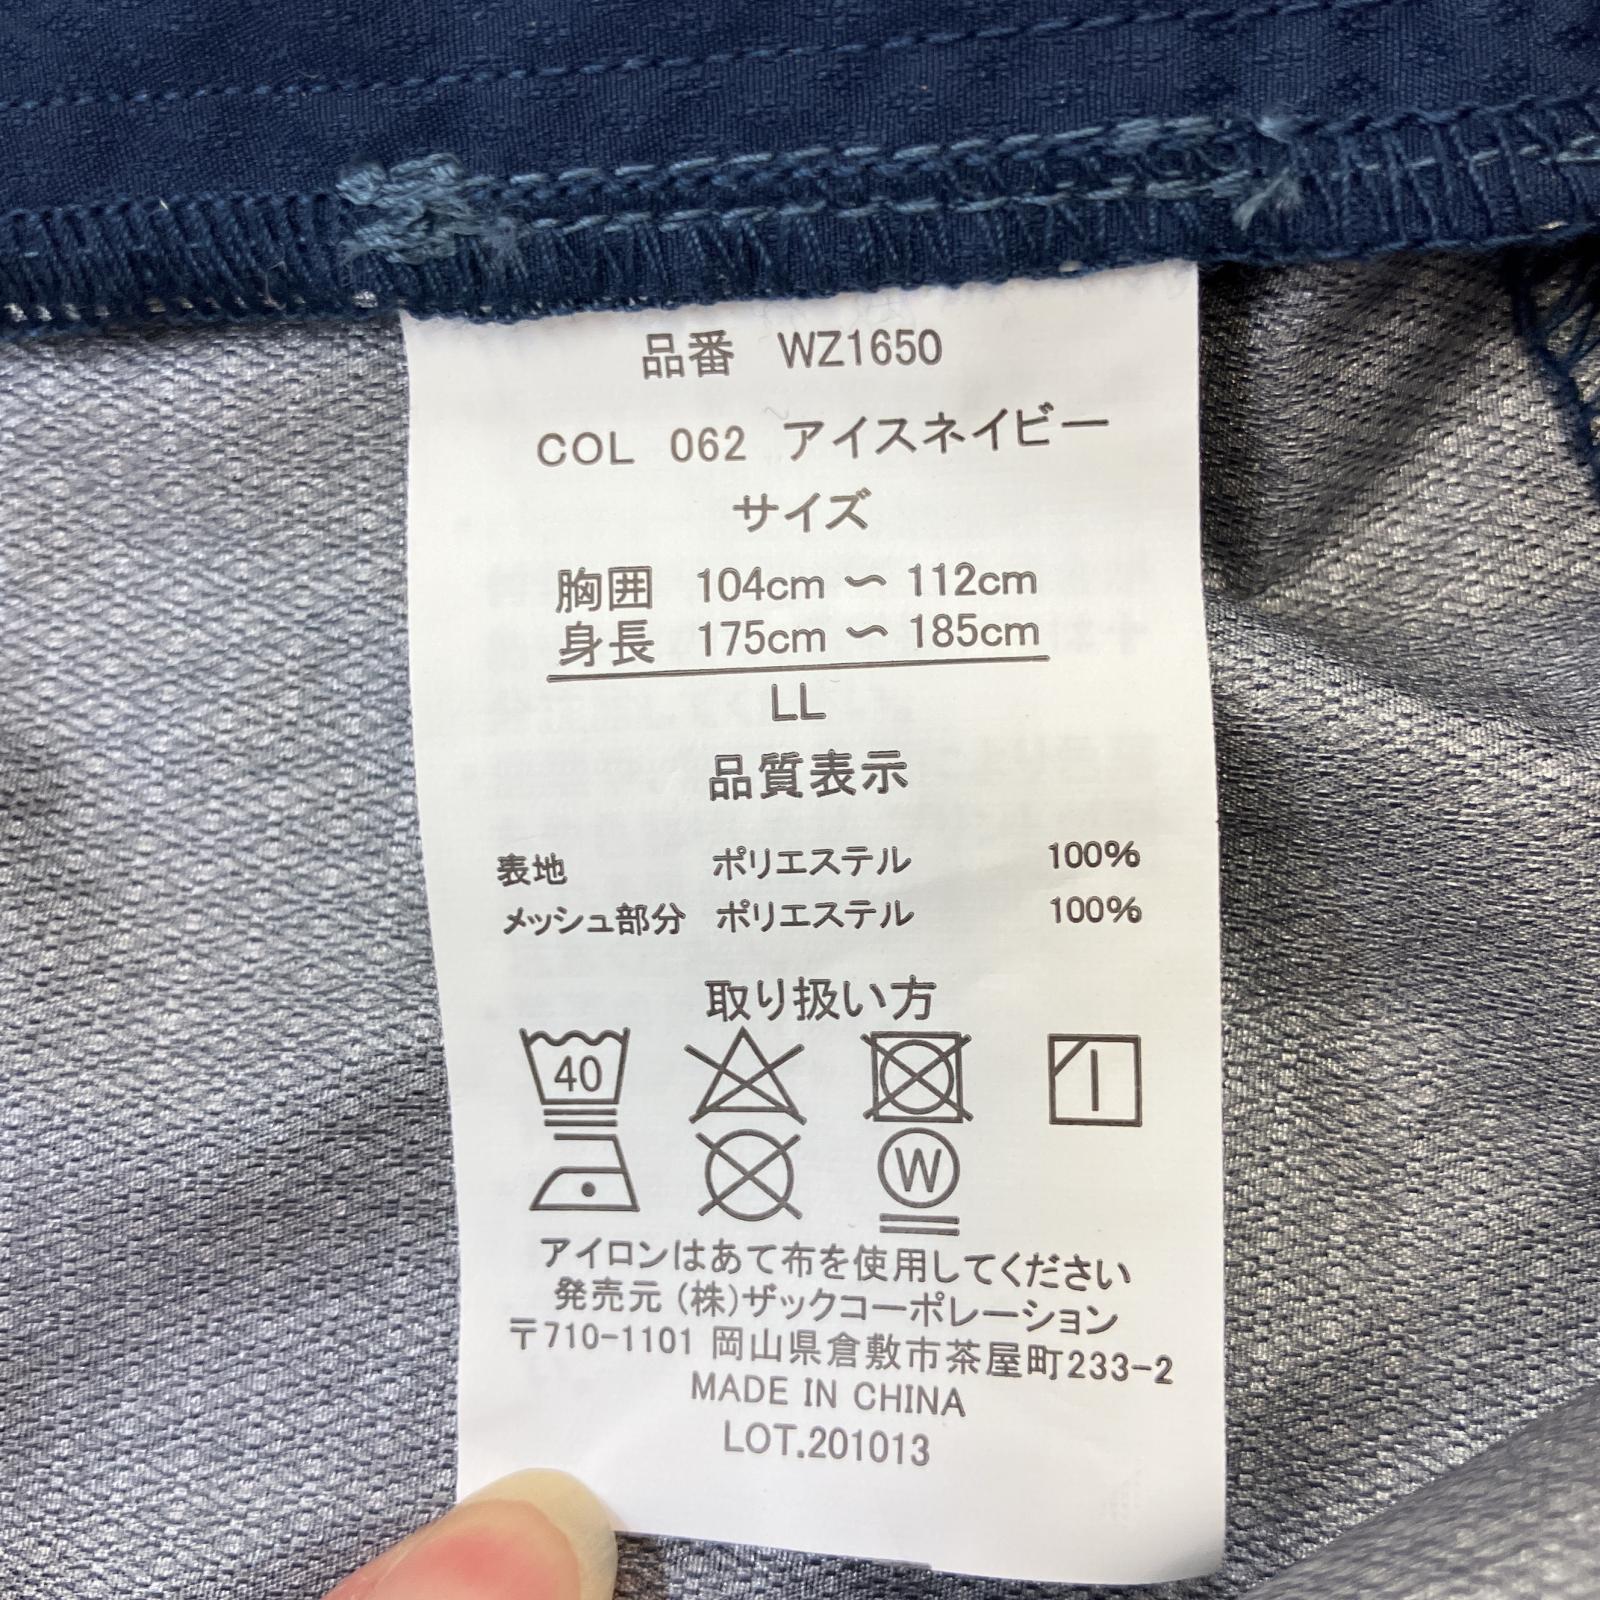 品番 WZ1650
COL 062 アイスネイビー
サイズ
胸囲 104cm ～ 112cm
身長 175cm ～ 185cm
LL
品質表示
表地 ポリエステル 100%
メッシュ部分 ポリエステル 100%
取り扱い方
40
W
アイロンはあて布を使用してください
発売元 (株)ザックコーポレーション
〒710-1101 岡山県倉敷市茶屋町233-2
MADE IN CHINA
LOT.201013